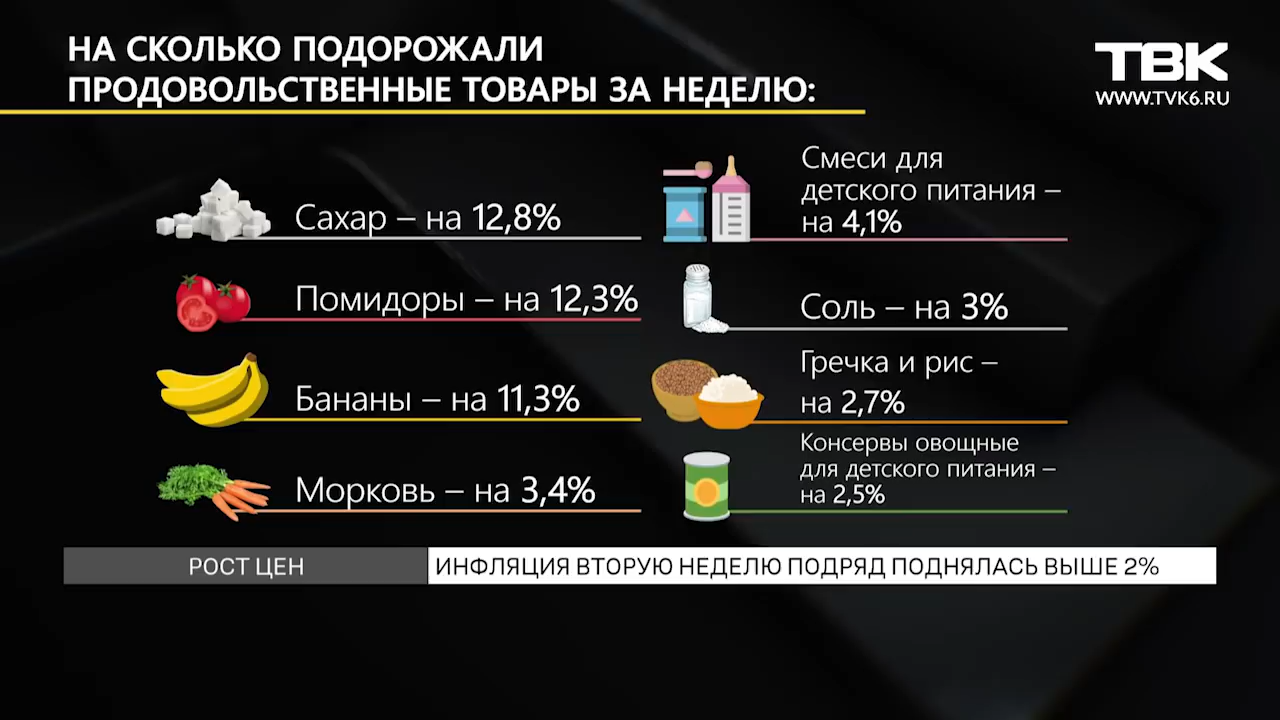 НА СКОЛЬКО ПОДОРОЖАЛИ
ПРОДОВОЛЬСТВЕННЫЕ ТОВАРЫ ЗА НЕДЕЛЮ:
ТВК
WWW.TVK6.RU
Сахар – на 12,8%
Помидоры – на 12,3%
Бананы – на 11,3%
Морковь – на 3,4%
Смеси для
детского питания –
на 4,1%
Соль – на 3%
Гречка и рис –
на 2,7%
Консервы овощные
для детского питания –
на 2,5%
РОСТ ЦЕН
ИНФЛЯЦИЯ ВТОРУЮ НЕДЕЛЮ ПОДРЯД ПОДНЯЛАСЬ ВЫШЕ 2%